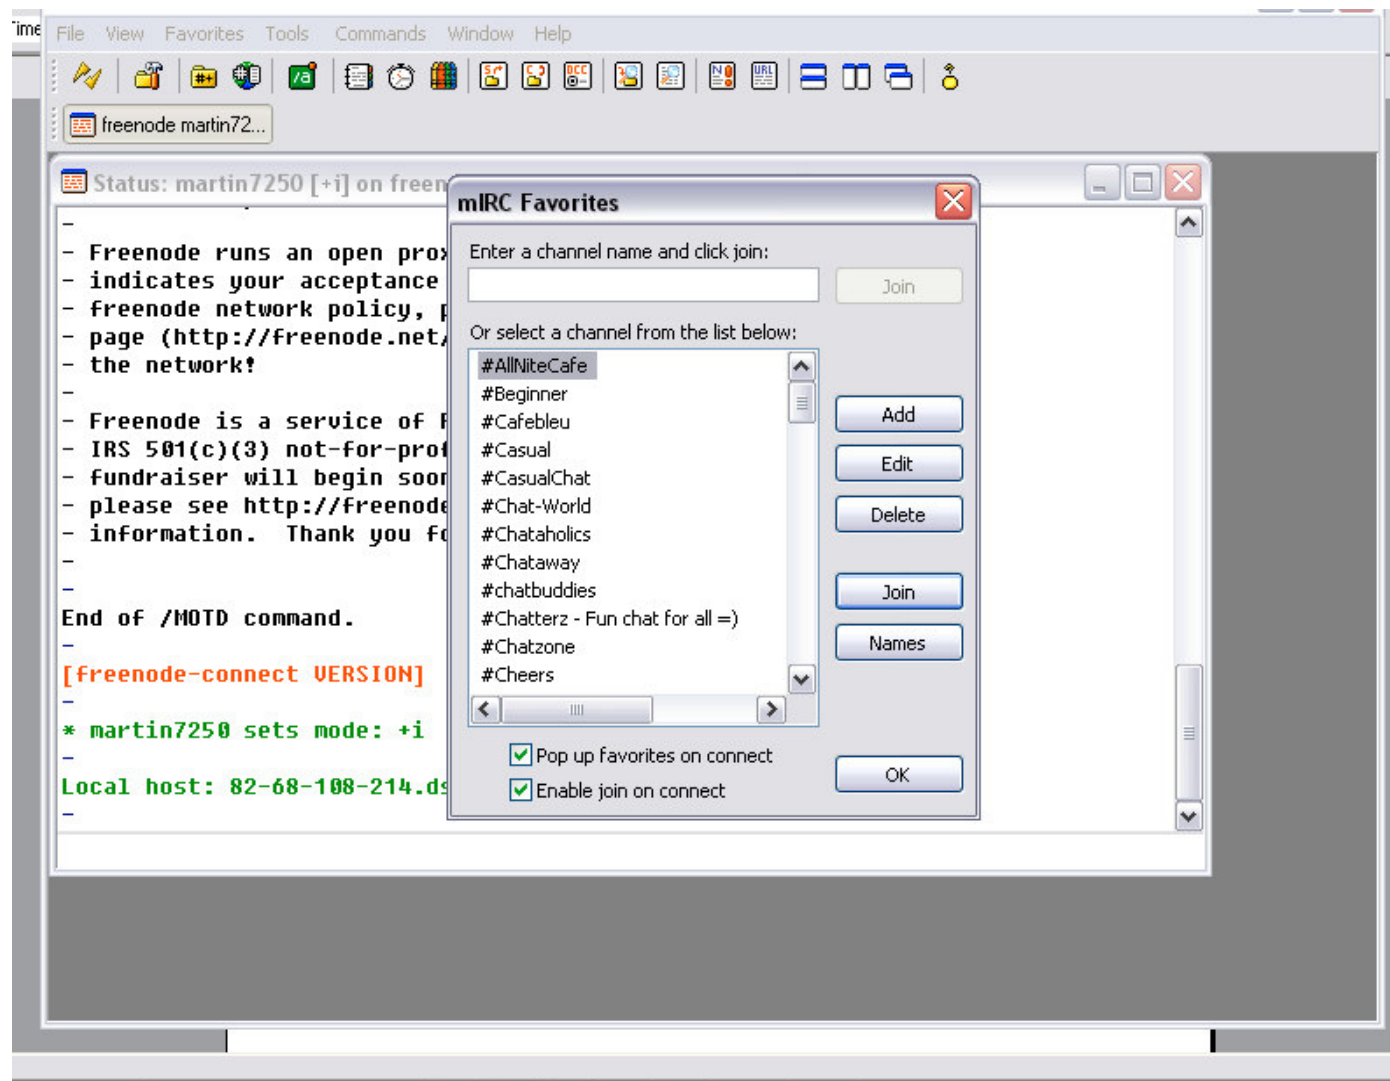 Time
File View Favorites Tools Commands Window Help
freenode martin72...
Status: martin7250 [+i] on freen
-
- Freenode runs an open prox
- indicates your acceptance
- freenode network policy, p
- page (http://freenode.net/
- the network!
-
- Freenode is a service of P
- IRS 501(c)(3) not-for-prof
- fundraiser will begin soon
- please see http://freenode
- information.  Thank you fo
-
-
End of /MOTD command.
-
[freenode-connect VERSION]
-
* martin7250 sets mode: +i
-
Local host: 82-68-108-214.ds
-
mIRC Favorites
Enter a channel name and click join:
Join
Or select a channel from the list below:
#AllNiteCafe
#Beginner
#Cafebleu
#Casual
#CasualChat
#Chat-World
#Chataholics
#Chataway
#chatbuddies
#Chatterz - Fun chat for all =)
#Chatzone
#Cheers
Add
Edit
Delete
Join
Names
Pop up favorites on connect
Enable join on connect
OK